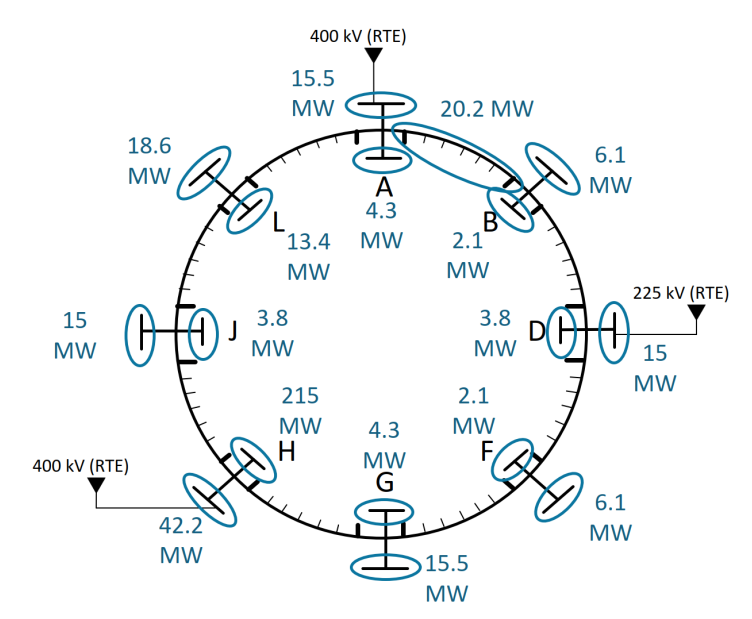 400 kV (RTE)
15.5
MW
20.2 MW
18.6
MW
6.1
MW
A
4.3
MW
B
2.1
MW
L
13.4
MW
225 kV (RTE)
15
MW
J
3.8
MW
3.8
MW
D
15
MW
215
MW
H
2.1
MW
F
4.3
MW
G
400 kV (RTE)
42.2
MW
6.1
MW
15.5
MW